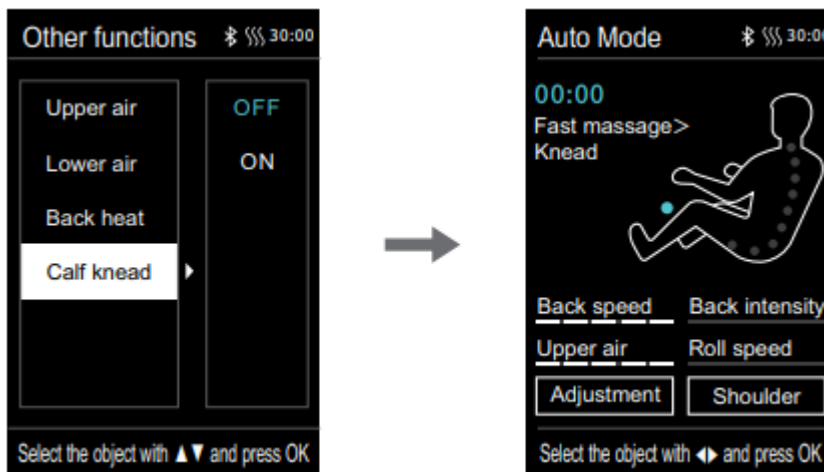 Other functions 30:00
Upper air
OFF
Lower air
ON
Back heat
Calf knead
Select the object with ▲▼ and press OK
Auto Mode 30:00
00:00
Fast massage>
Knead
Back speed Back intensity
Upper air Roll speed
Adjustment Shoulder
Select the object with ◀▶ and press OK